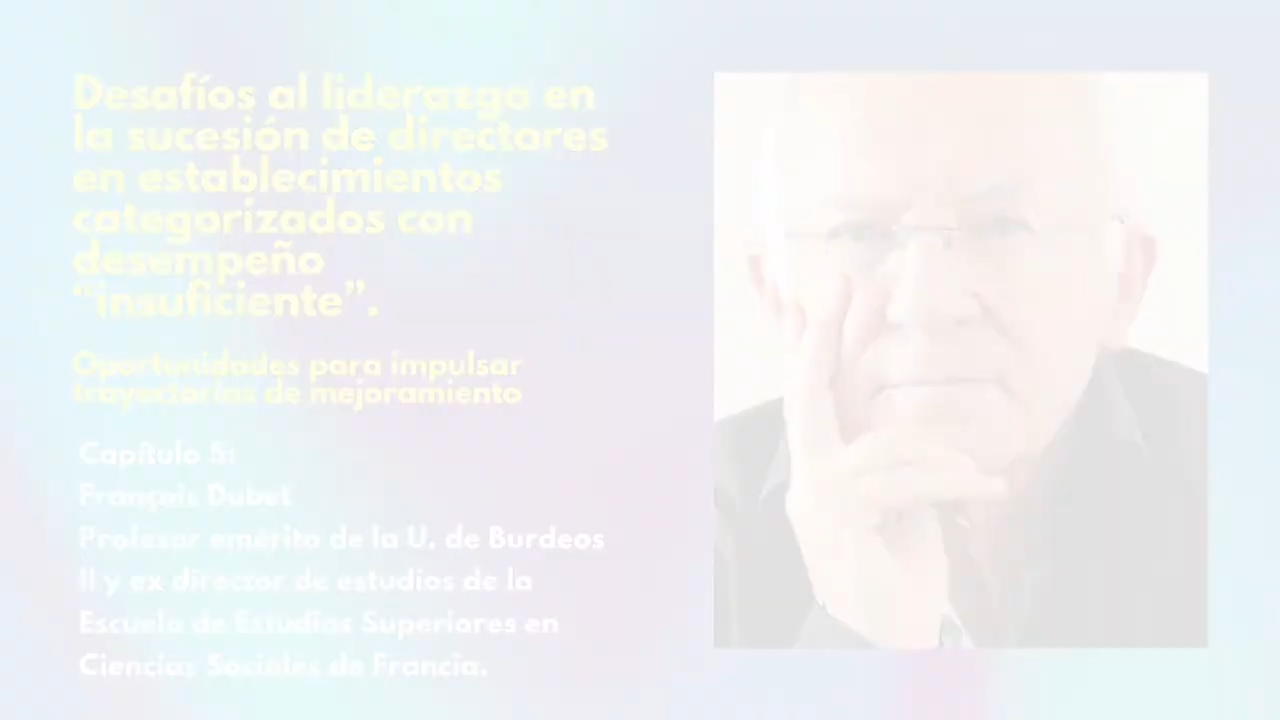 Desafíos al liderazgo en
la sucesión de directores
en establecimientos
categorizados con
desempeño
“insuficiente”.
Oportunidades para impulsar
trayectorias de mejoramiento
Capítulo 5:
François Dubet
Profesor emérito de la U. de Burdeos
II y ex director de estudios de la
Escuela de Estudios Superiores en
Ciencias Sociales de Francia.